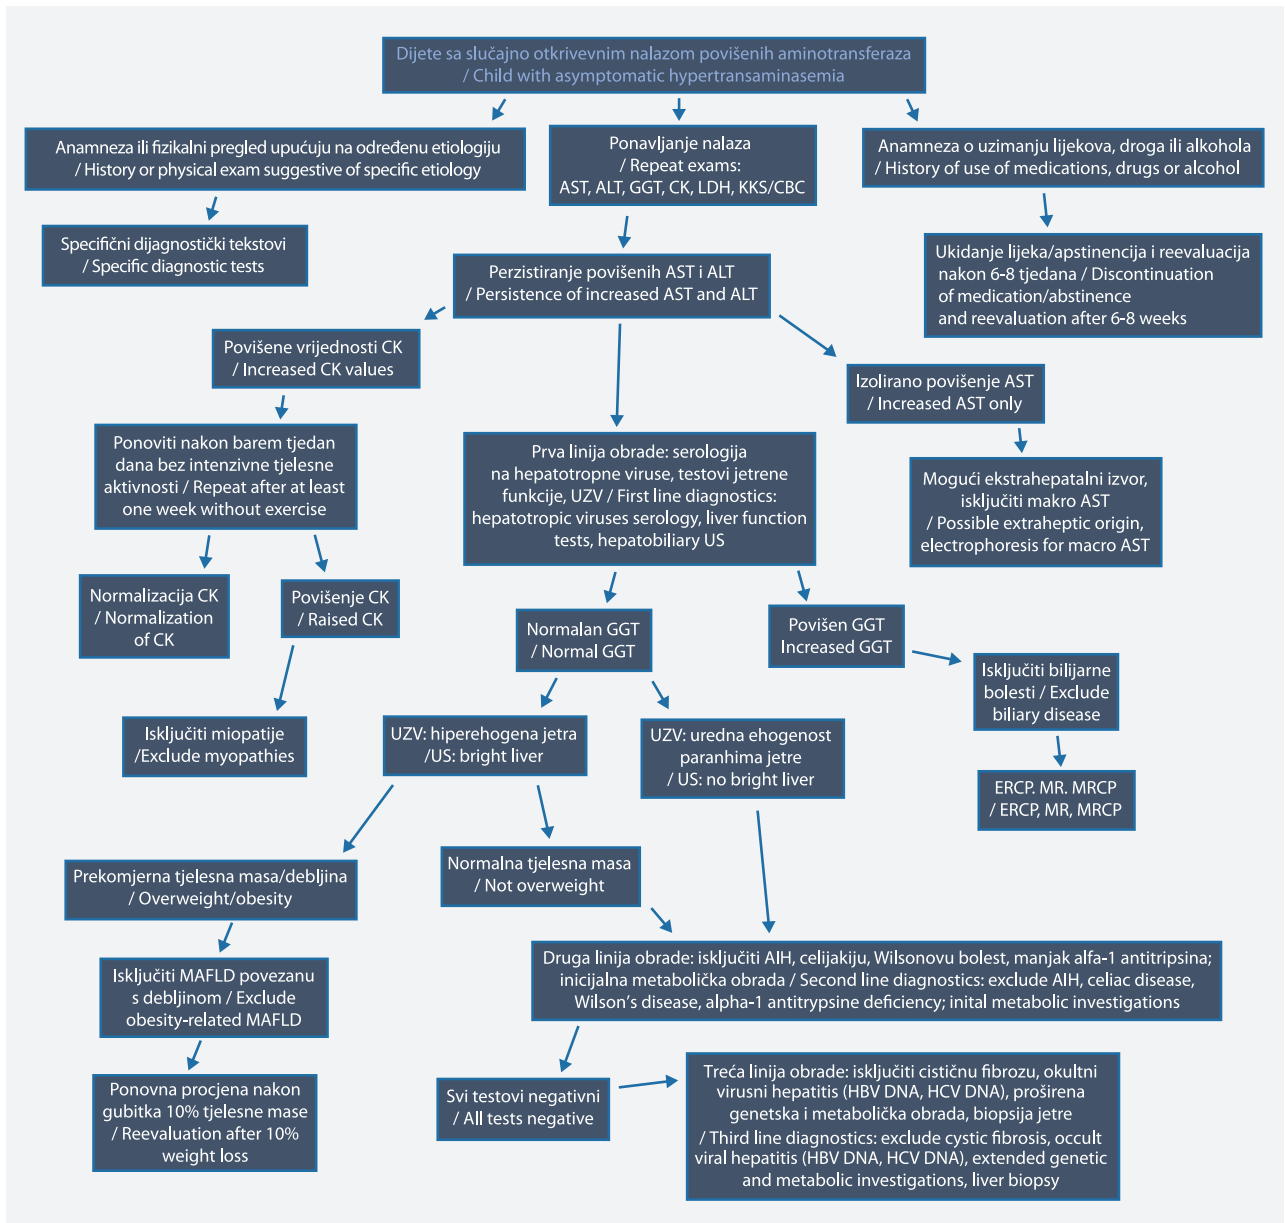 Dijete sa slučajno otkrivevnim nalazom povišenih aminotransferaza
/ Child with asymptomatic hypertransaminasemia
Anamneza ili fizikalni pregled upućuju na određenu etiologiju
/ History or physical exam suggestive of specific etiology
Ponavljanje nalaza
/ Repeat exams:
AST, ALT, GGT, CK, LDH, KKS/CBC
Anamneza o uzimanju lijekova, droga ili alkohola
/ History of use of medications, drugs or alcohol
Specifični dijagnostički tekstovi
/ Specific diagnostic tests
Perzistiranje povišenih AST i ALT
/ Persistence of increased AST and ALT
Ukidanje lijeka/apstinencija i reevaluacija
nakon 6-8 tjedana / Discontinuation
of medication/abstinence
and reevaluation after 6-8 weeks
Povišene vrijednosti CK
/ Increased CK values
Izolirano povišenje AST
/ Increased AST only
Ponoviti nakon barem tjedan
dana bez intenzivne tjelesne
aktivnosti / Repeat after at least
one week without exercise
Prva linija obrade: serologija
na hepatotropne viruse, testovi jetrene
funkcije, UZV / First line diagnostics:
hepatotropic viruses serology, liver function
tests, hepatobiliary US
Mogući ekstrahepatalni izvor,
isključiti makro AST
/ Possible extraheptic origin,
electrophoresis for macro AST
Normalizacija CK
/ Normalization
of CK
Povišenje CK
/ Raised CK
Normalan GGT
/ Normal GGT
Povišen GGT
Increased GGT
Isključiti bilijarne
bolesti / Exclude
biliary disease
Isključiti miopatije
/Exclude myopathies
UZV: hiperehogena jetra
/US: bright liver
UZV: uredna ehogenost
paranhima jetre
/ US: no bright liver
ERCP. MR. MRCP
/ ERCP, MR, MRCP
Prekomjerna tjelesna masa/debljina
/ Overweight/obesity
Normalna tjelesna masa
/ Not overweight
Isključiti MAFLD povezanu
s debljinom / Exclude
obesity-related MAFLD
Druga linija obrade: isključiti AIH, celijakiju, Wilsonovu bolest, manjak alfa-1 antitripsina;
inicijalna metabolička obrada / Second line diagnostics: exclude AIH, celiac disease,
Wilson's disease, alpha-1 antitrypsine deficiency; inital metabolic investigations
Ponovna procjena nakon
gubitka 10% tjelesne mase
/ Reevaluation after 10%
weight loss
Svi testovi negativni
/ All tests negative
Treća linija obrade: isključiti cističnu fibrozu, okultni
virusni hepatitis (HBV DNA, HCV DNA), proširena
genetska i metabolička obrada, biopsija jetre
/ Third line diagnostics: exclude cystic fibrosis, occult
viral hepatitis (HBV DNA, HCV DNA), extended genetic
and metabolic investigations, liver biopsy